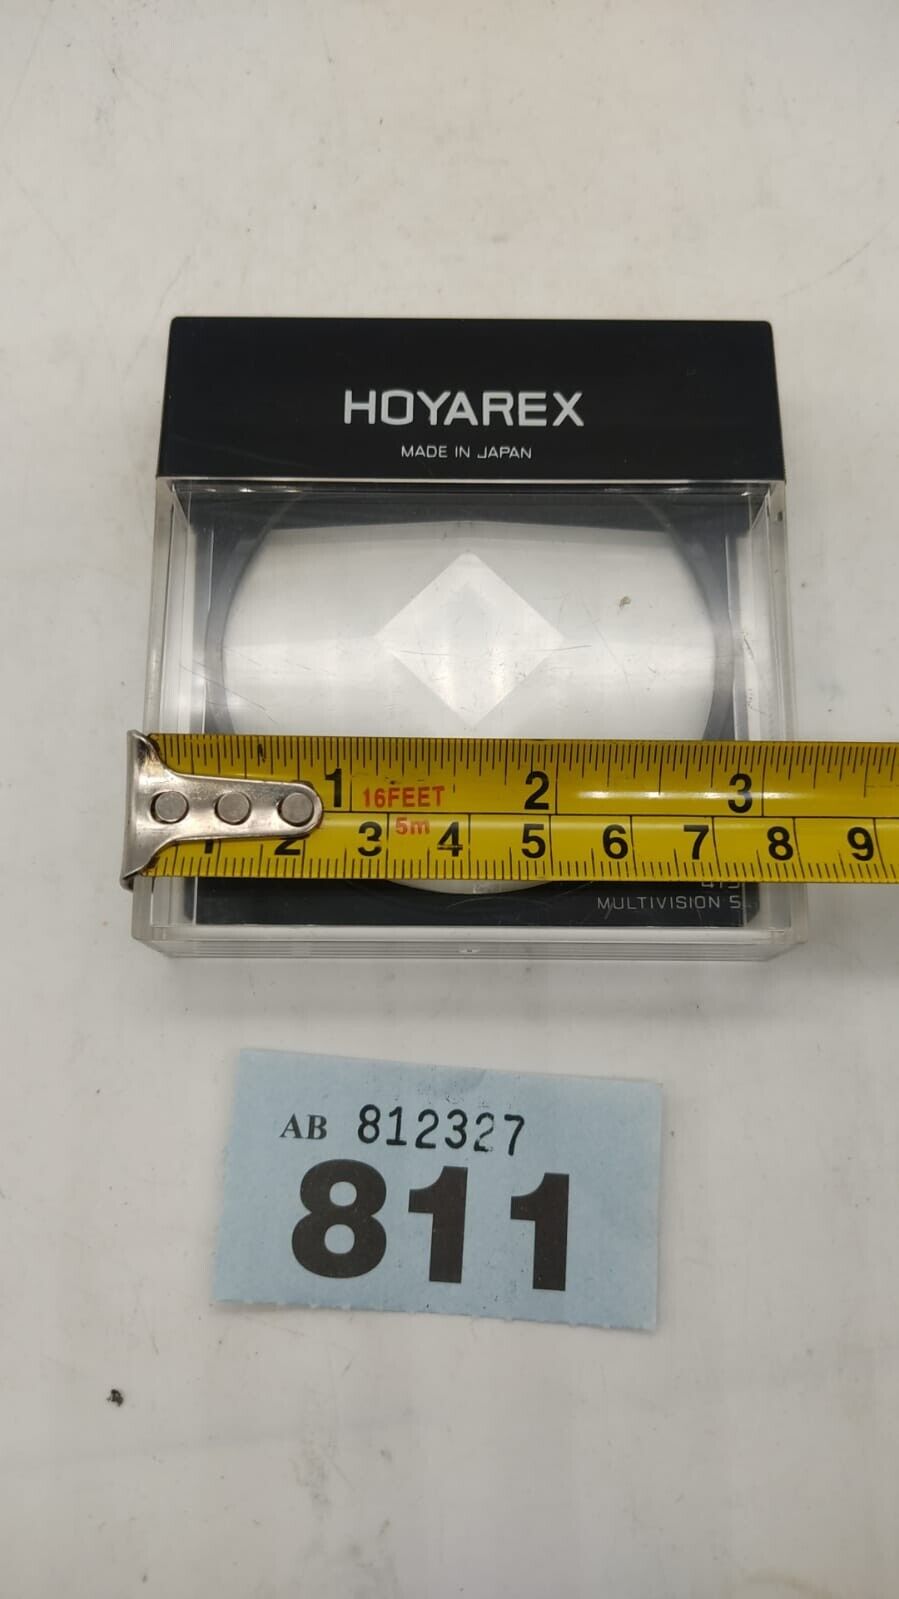 HOYAREX
MADE IN JAPAN
1 16FEET 2 3
1 2 3 5m 4 5 6 7 8 9
MULTIVISION 5
AB 812327
811